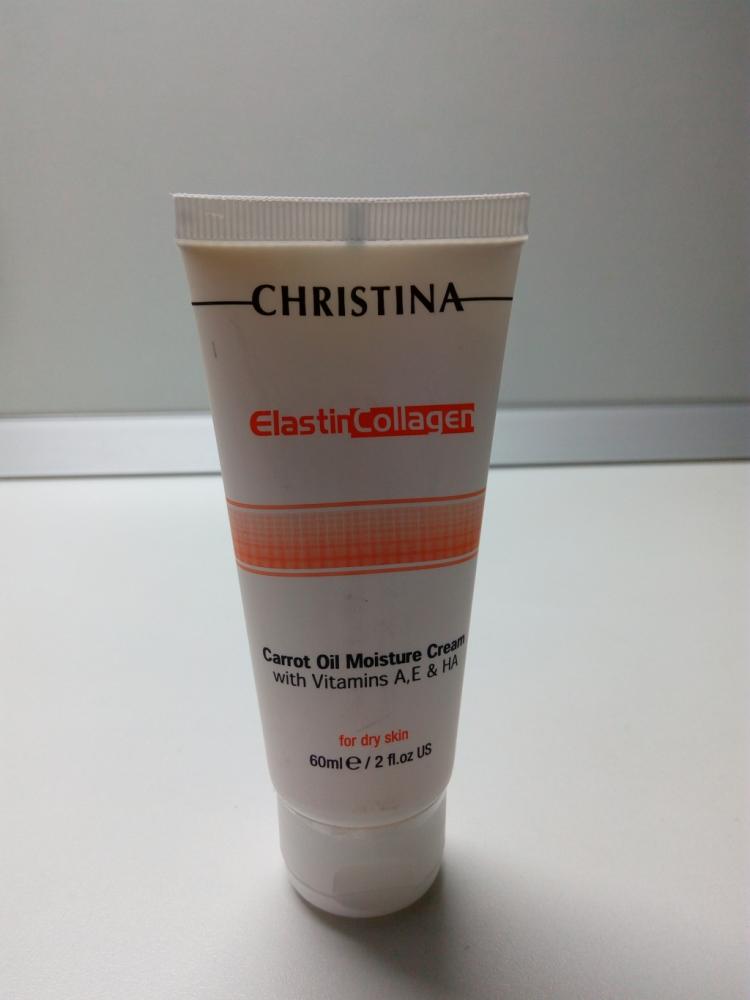 CHRISTINA
ElastinCollagen
Carrot Oil Moisture Cream
with Vitamins A,E & HA
for dry skin
60ml ℮ / 2 fl.oz US